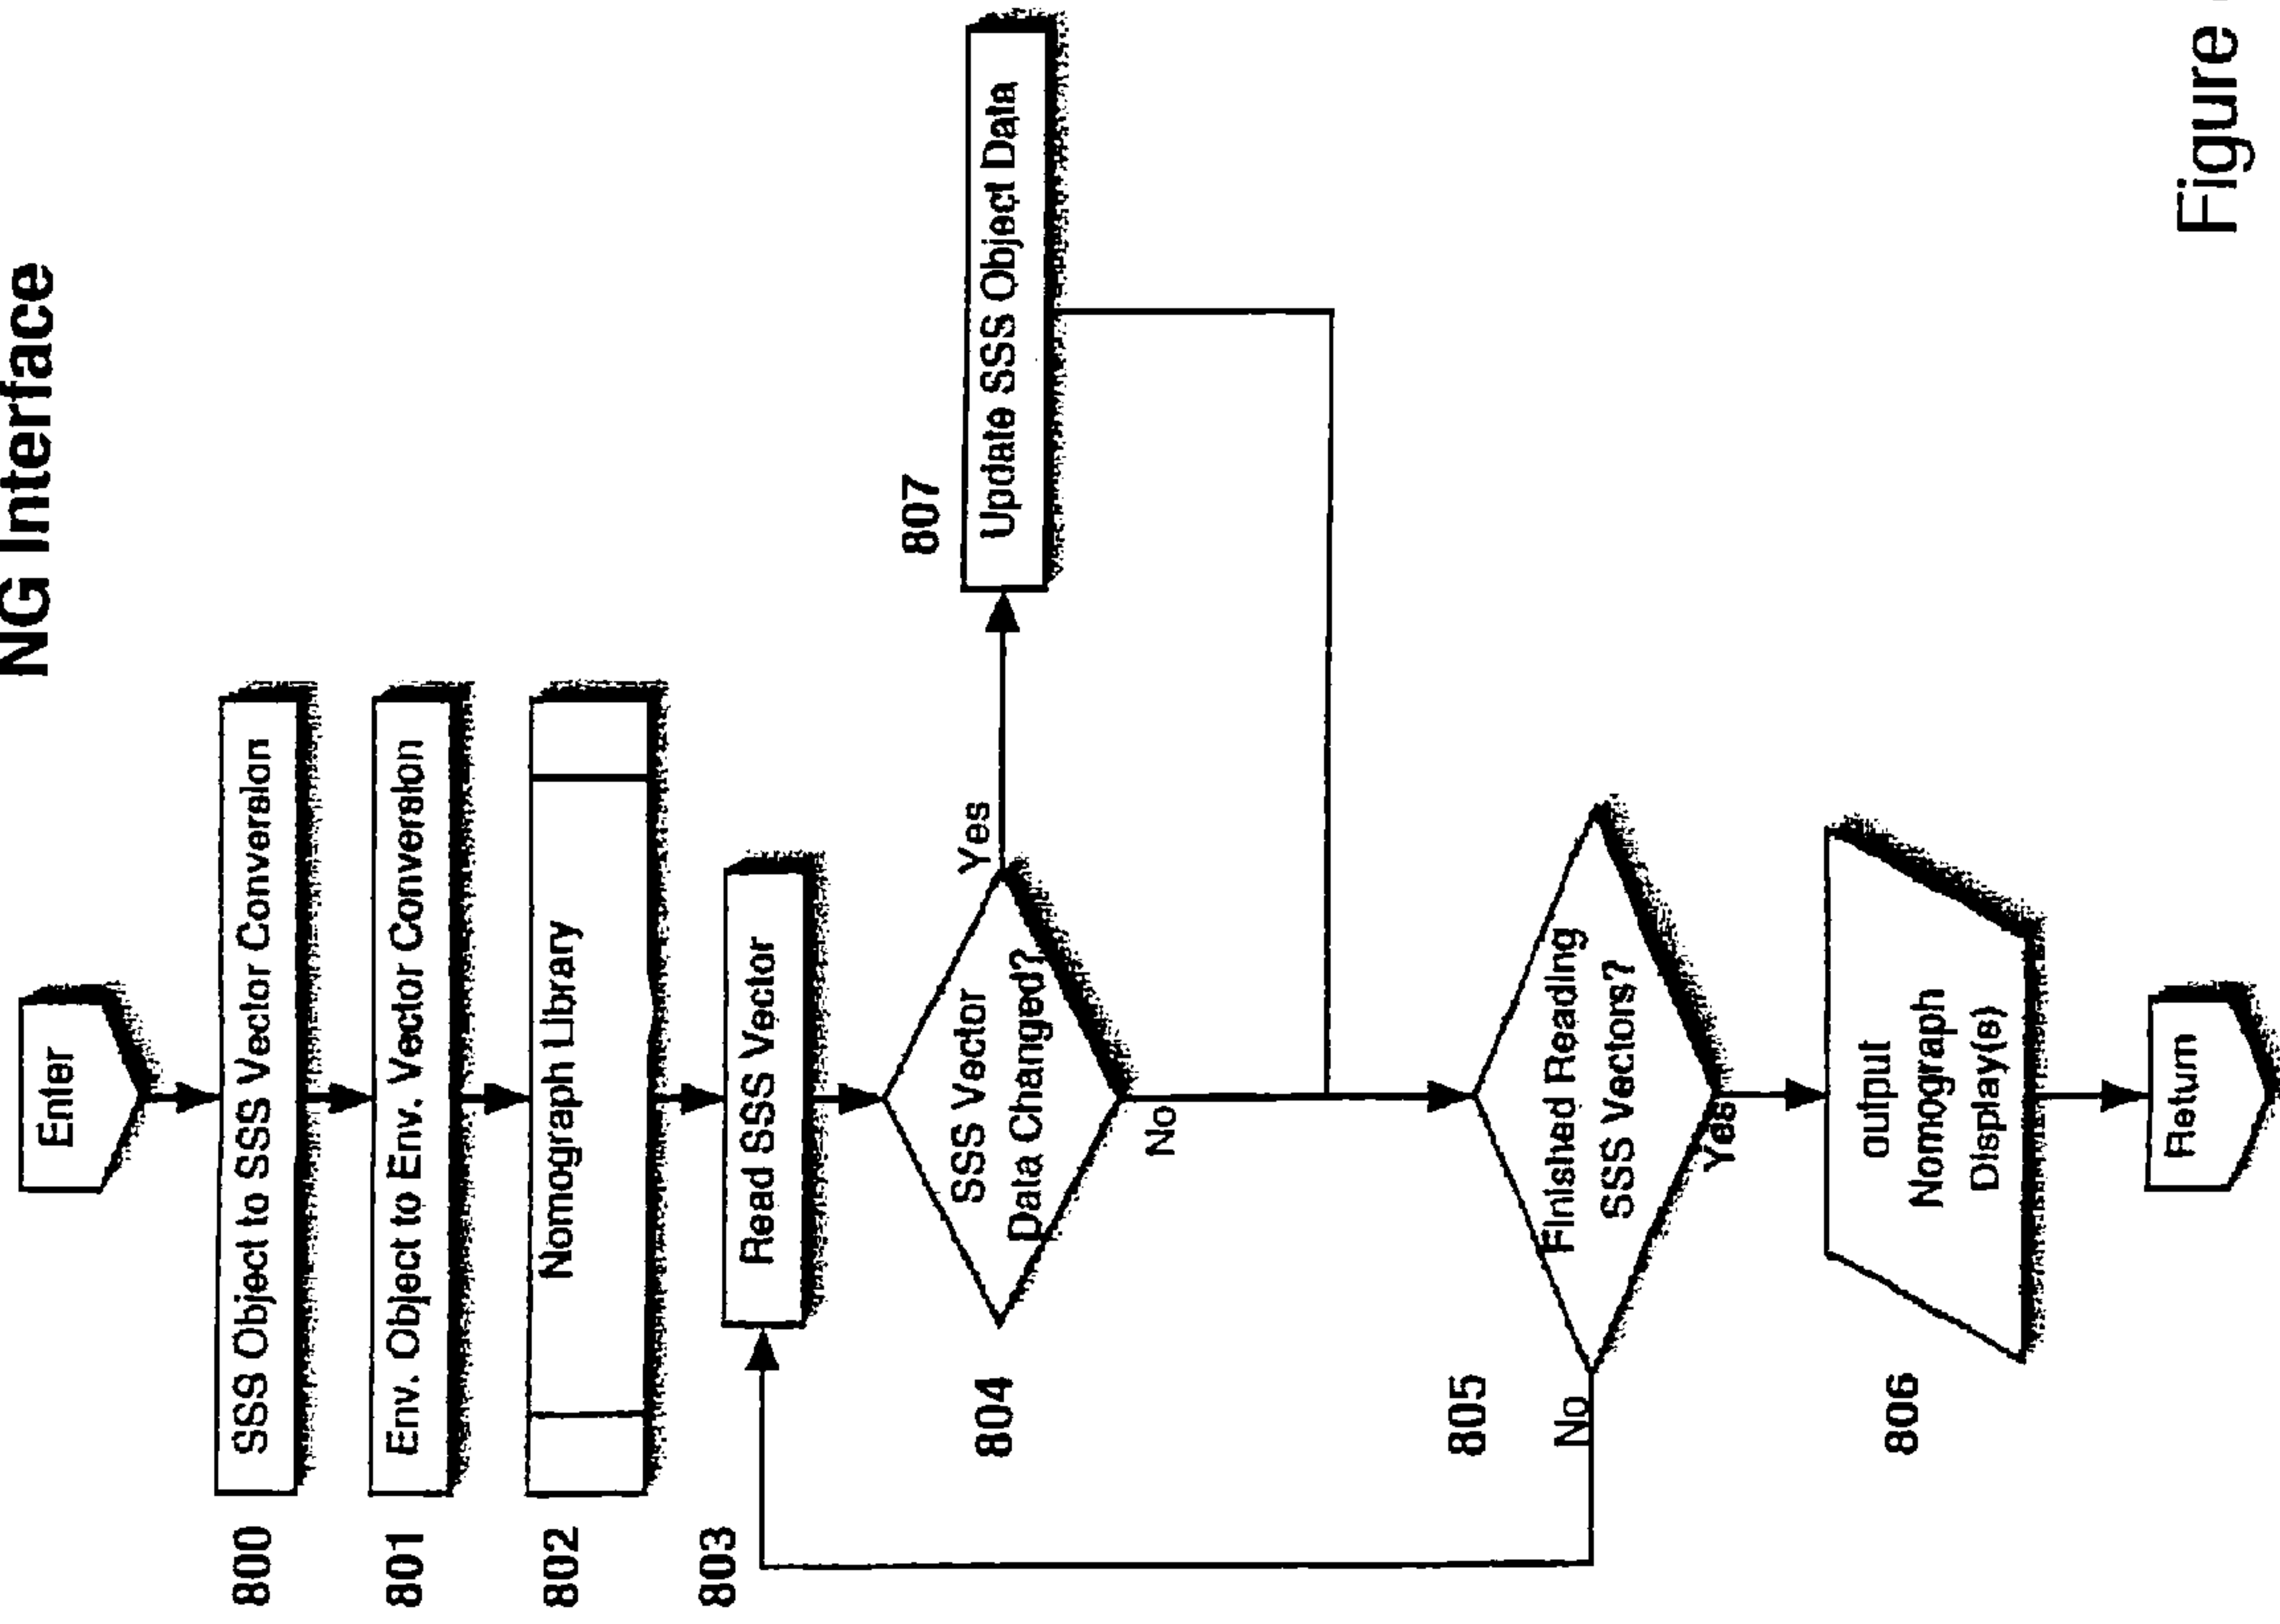 NG Interface
Enter
800
SSS Object to SSS Vector Conversion
801
Env. Object to Env. Vector Conversion
802
Nomograph Library
803
Read SSS Vector
804
SSS Vector
Data Changed?
Yes
807
Update SSS Object Data
No
805
Finished Reading
SSS Vectors?
No
Yes
806
output
Nomograph
Display(s)
Return
Figure